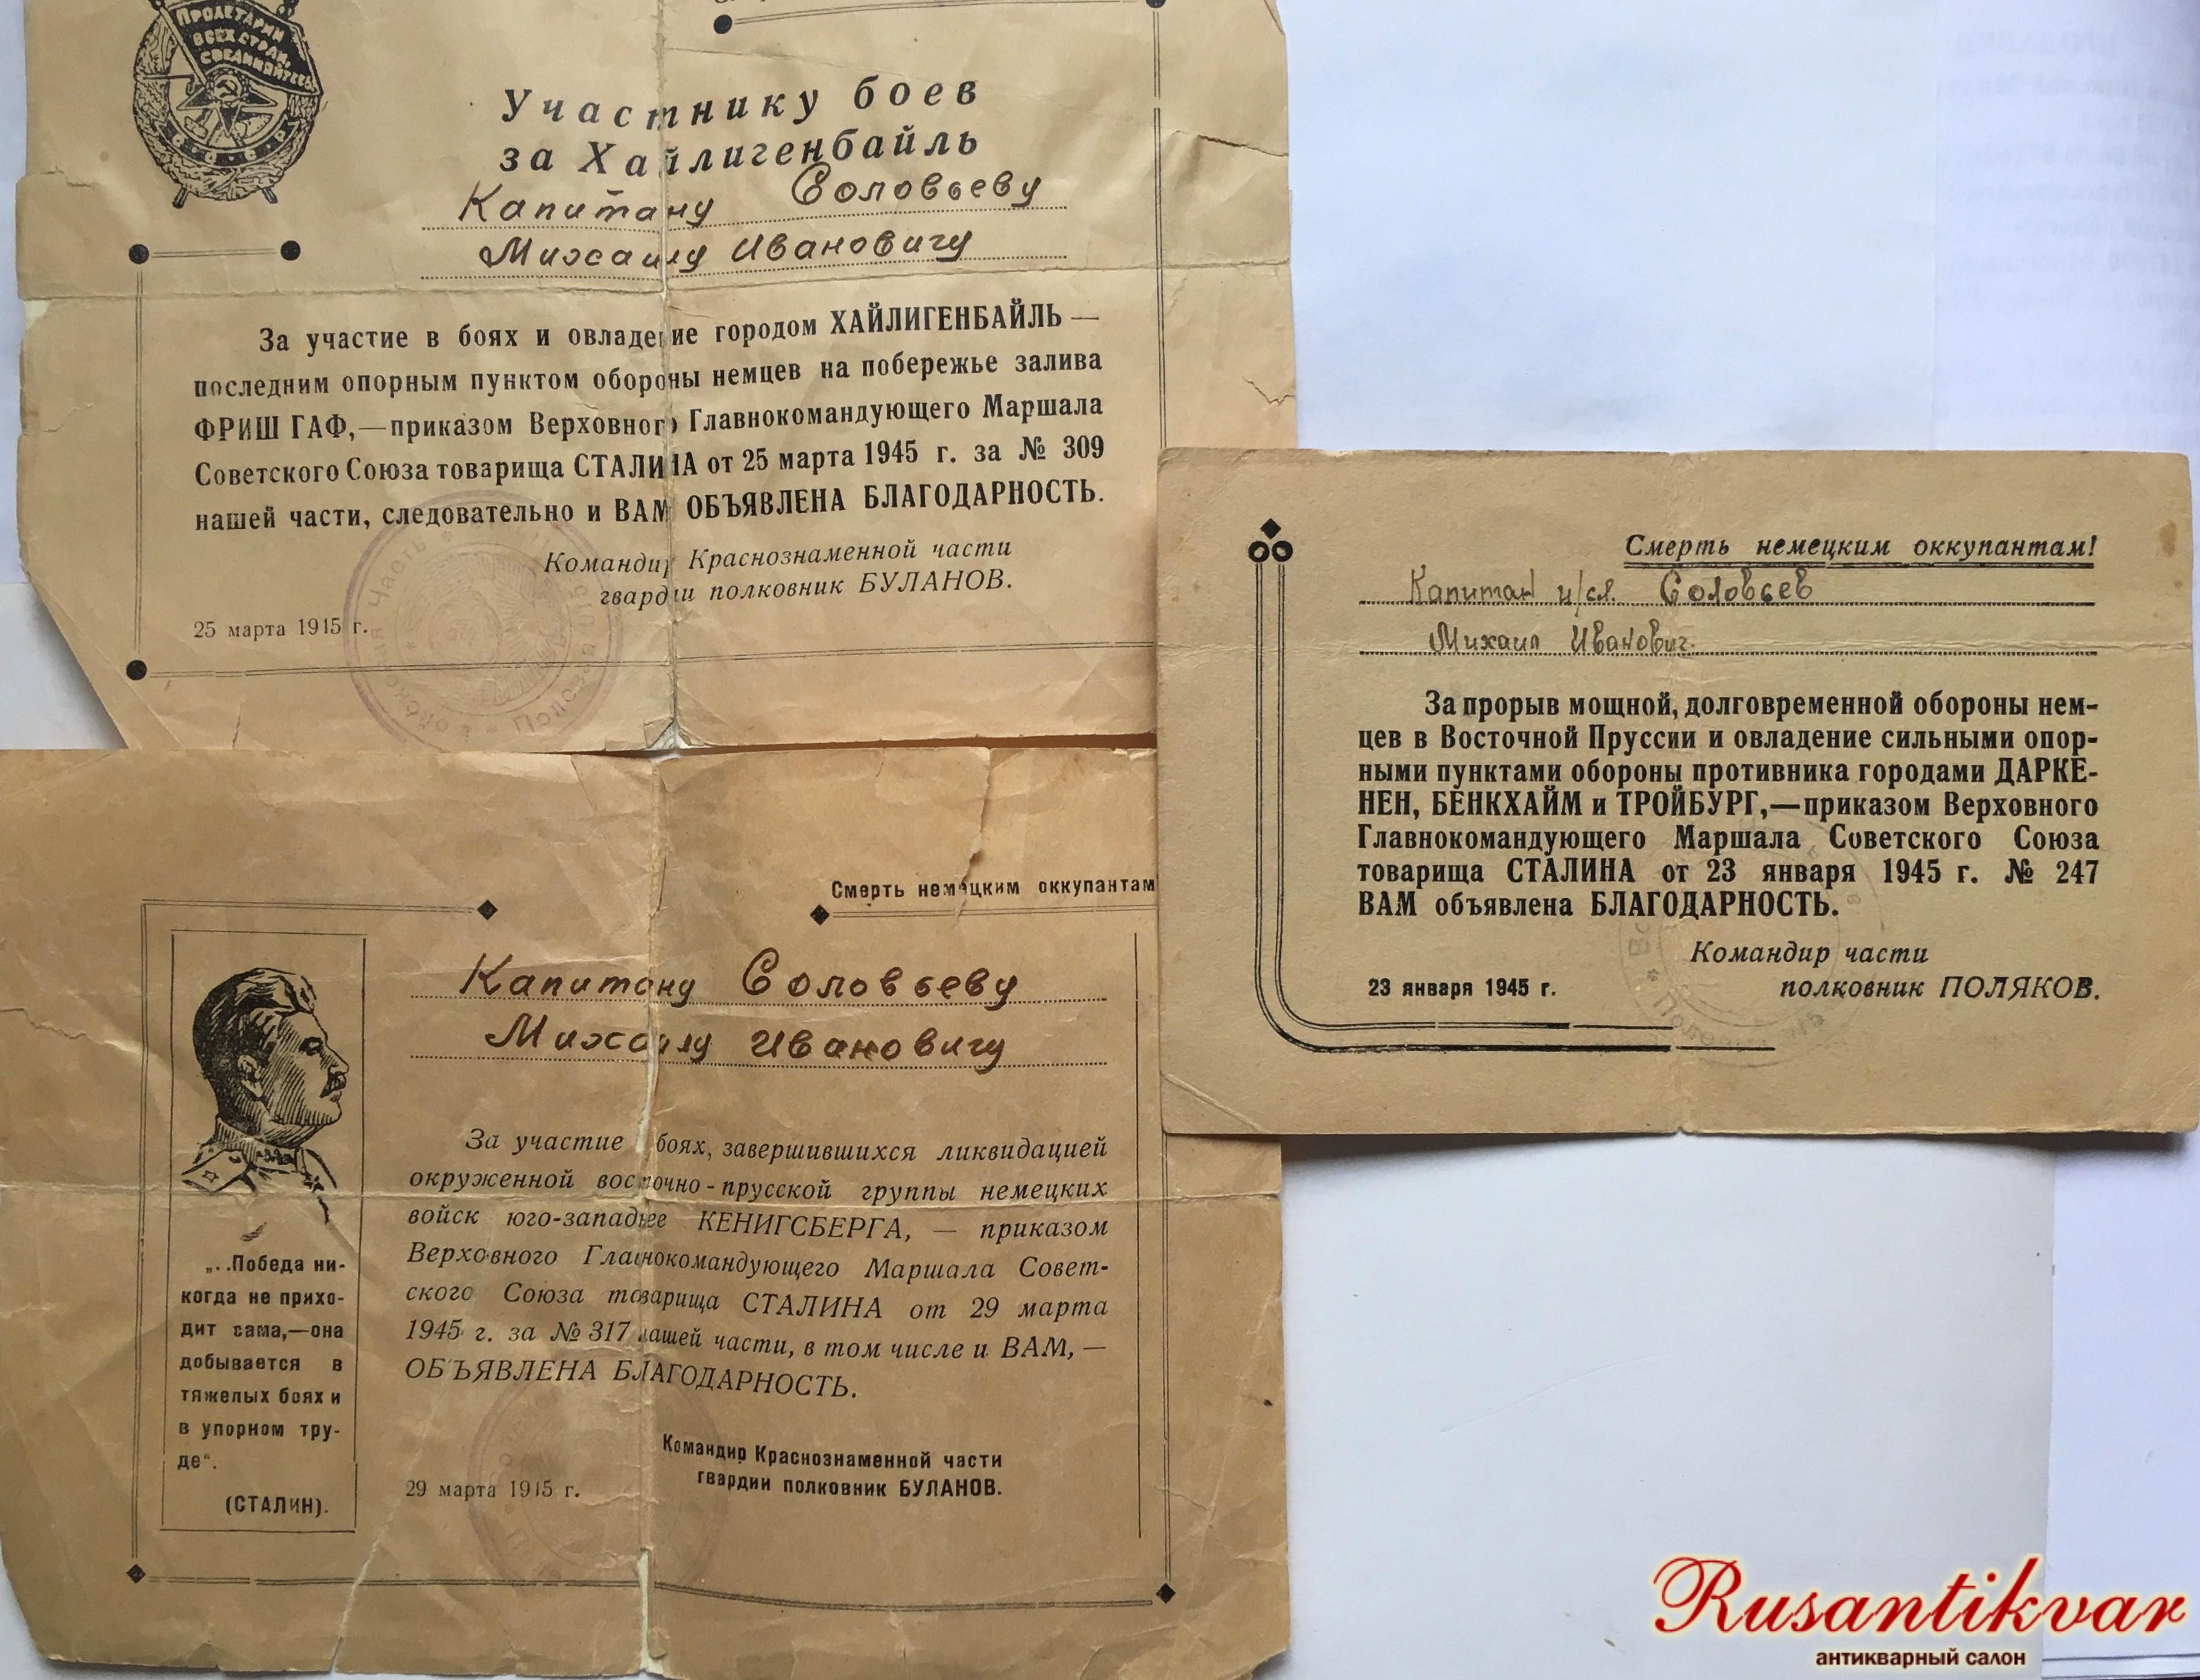 ПРОЛЕТАРИИ
ВСЕХ СТРАН,
СОЕДИНЯЙТЕСЬ
Участнику боев
за Хайлигенбайль
Капитану Соловьеву
Михаилу Ивановичу
За участие в боях и овладение городом ХАЙЛИГЕНБАЙЛЬ —
последним опорным пунктом обороны немцев на побережье залива
ФРИШ ГАФ,—приказом Верховного Главнокомандующего Маршала
Советского Союза товарища СТАЛИНА от 25 марта 1945 г. за № 309
нашей части, следовательно и ВАМ ОБЪЯВЛЕНА БЛАГОДАРНОСТЬ.
Командир Краснознаменной части
гвардии полковник БУЛАНОВ.
25 марта 1945 г.
Смерть немецким оккупантам
Капитану Соловьеву
Михаилу Ивановичу
За участие боях, завершившихся ликвидацией
окруженной восточно-прусской группы немецких
войск юго-западнее КЕНИГСБЕРГА, — приказом
Верховного Главнокомандующего Маршала Совет-
ского Союза товарища СТАЛИНА от 29 марта
1945 г. за № 317 нашей части, в том числе и ВАМ, —
ОБЪЯВЛЕНА БЛАГОДАРНОСТЬ.
Командир Краснознаменной части
гвардии полковник БУЛАНОВ.
29 марта 1945 г.
„..Победа ни-
когда не прихо-
дит сама,—она
добывается в
тяжелых боях и
в упорном тру-
де“.
(СТАЛИН).
Смерть немецким оккупантам!
Капитан и/сл. Соловьев
Михаил Иванович.
За прорыв мощной, долговременной обороны нем-
цев в Восточной Пруссии и овладение сильными опор-
ными пунктами обороны противника городами ДАРКЕ-
НЕН, БЕНКХАЙМ и ТРОЙБУРГ,—приказом Верховного
Главнокомандующего Маршала Советского Союза
товарища СТАЛИНА от 23 января 1945 г. № 247
ВАМ объявлена БЛАГОДАРНОСТЬ.
Командир части
полковник ПОЛЯКОВ.
23 января 1945 г.
Rusantikvar
антикварный салон